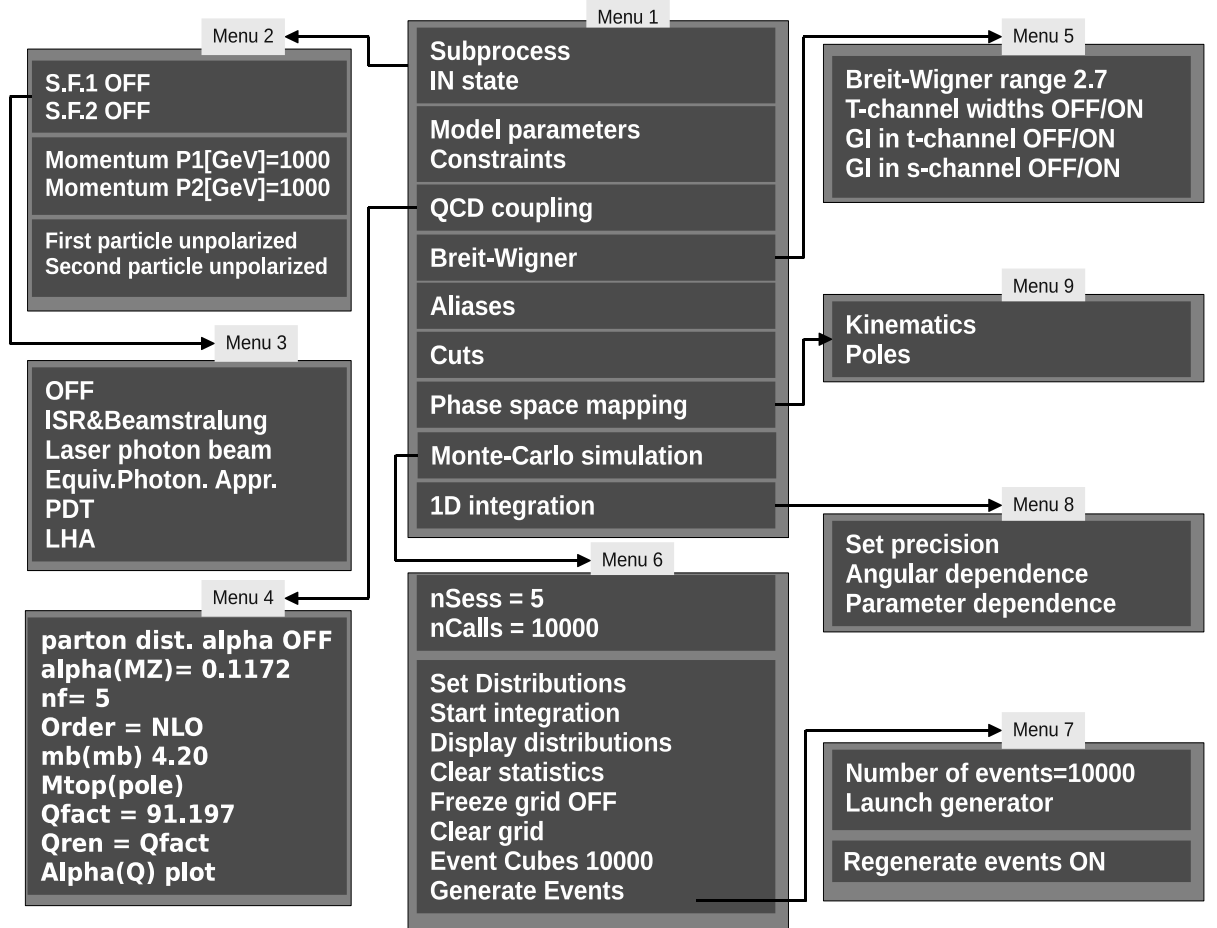 Menu 1
Subprocess
IN state
Model parameters
Constraints
QCD coupling
Breit-Wigner
Aliases
Cuts
Phase space mapping
Monte-Carlo simulation
1D integration
Menu 2
S.F.1 OFF
S.F.2 OFF
Momentum P1[GeV]=1000
Momentum P2[GeV]=1000
First particle unpolarized
Second particle unpolarized
Menu 3
OFF
ISR&Beamstralung
Laser photon beam
Equiv.Photon. Appr.
PDT
LHA
Menu 4
parton dist. alpha OFF
alpha(MZ)= 0.1172
nf= 5
Order = NLO
mb(mb) 4.20
Mtop(pole)
Qfact = 91.197
Qren = Qfact
Alpha(Q) plot
Menu 5
Breit-Wigner range 2.7
T-channel widths OFF/ON
GI in t-channel OFF/ON
GI in s-channel OFF/ON
Menu 9
Kinematics
Poles
Menu 8
Set precision
Angular dependence
Parameter dependence
Menu 6
nSess = 5
nCalls = 10000
Set Distributions
Start integration
Display distributions
Clear statistics
Freeze grid OFF
Clear grid
Event Cubes 10000
Generate Events
Menu 7
Number of events=10000
Launch generator
Regenerate events ON